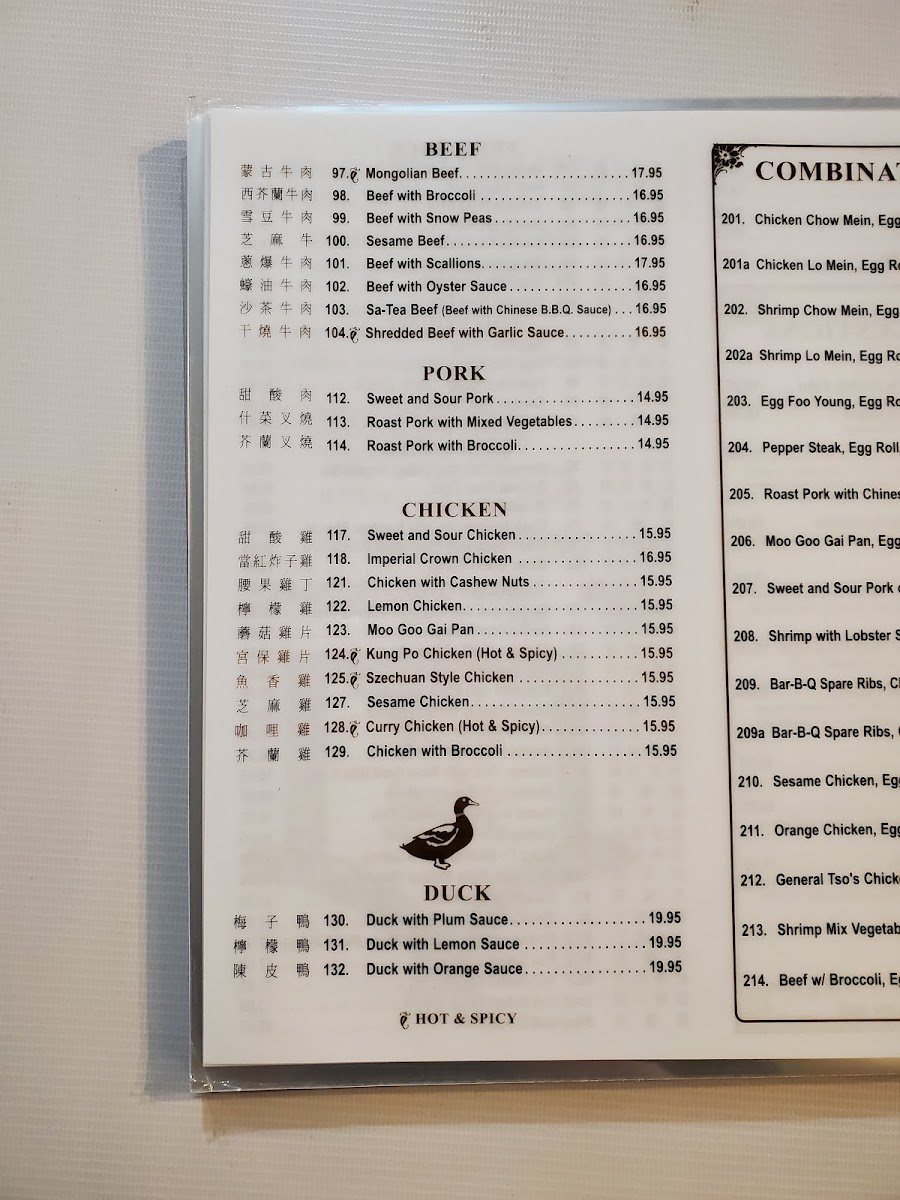 BEEF
蒙古牛肉 97. Mongolian Beef. . . . . . . . . . . . . . . . . . . . . . . . . 17.95
西芥蘭牛肉 98. Beef with Broccoli . . . . . . . . . . . . . . . . . . . . . . 16.95
雪豆牛肉 99. Beef with Snow Peas . . . . . . . . . . . . . . . . . . . . 16.95
芝麻牛 100. Sesame Beef . . . . . . . . . . . . . . . . . . . . . . . . . . . 16.95
蔥爆牛肉 101. Beef with Scallions. . . . . . . . . . . . . . . . . . . . . . 17.95
蠔油牛肉 102. Beef with Oyster Sauce . . . . . . . . . . . . . . . . . . 16.95
沙茶牛肉 103. Sa-Tea Beef (Beef with Chinese B.B.Q. Sauce) . . . 16.95
干燒牛肉 104. Shredded Beef with Garlic Sauce. . . . . . . . . . 16.95
PORK
甜酸肉 112. Sweet and Sour Pork . . . . . . . . . . . . . . . . . . . . 14.95
什菜叉燒 113. Roast Pork with Mixed Vegetables. . . . . . . . . 14.95
芥蘭叉燒 114. Roast Pork with Broccoli. . . . . . . . . . . . . . . . . 14.95
CHICKEN
甜酸雞 117. Sweet and Sour Chicken . . . . . . . . . . . . . . . . . 15.95
當紅炸子雞 118. Imperial Crown Chicken . . . . . . . . . . . . . . . . . 16.95
腰果雞丁 121. Chicken with Cashew Nuts . . . . . . . . . . . . . . . 15.95
檸檬雞 122. Lemon Chicken. . . . . . . . . . . . . . . . . . . . . . . . . 15.95
蘑菇雞片 123. Moo Goo Gai Pan . . . . . . . . . . . . . . . . . . . . . . . 15.95
宮保雞片 124. Kung Po Chicken (Hot & Spicy) . . . . . . . . . . . 15.95
魚香雞 125. Szechuan Style Chicken . . . . . . . . . . . . . . . . . 15.95
芝麻雞 127. Sesame Chicken. . . . . . . . . . . . . . . . . . . . . . . . 15.95
咖哩雞 128. Curry Chicken (Hot & Spicy). . . . . . . . . . . . . . 15.95
芥蘭雞 129. Chicken with Broccoli . . . . . . . . . . . . . . . . . . . 15.95
DUCK
梅子鴨 130. Duck with Plum Sauce. . . . . . . . . . . . . . . . . . . 19.95
檸檬鴨 131. Duck with Lemon Sauce . . . . . . . . . . . . . . . . . 19.95
陳皮鴨 132. Duck with Orange Sauce. . . . . . . . . . . . . . . . . 19.95
HOT & SPICY
COMBINAT
201. Chicken Chow Mein, Egg
201a Chicken Lo Mein, Egg Ro
202. Shrimp Chow Mein, Egg
202a Shrimp Lo Mein, Egg Ro
203. Egg Foo Young, Egg Ro
204. Pepper Steak, Egg Roll
205. Roast Pork with Chines
206. Moo Goo Gai Pan, Egg
207. Sweet and Sour Pork
208. Shrimp with Lobster S
209. Bar-B-Q Spare Ribs,
209a Bar-B-Q Spare Ribs,
210. Sesame Chicken, Egg
211. Orange Chicken, Egg
212. General Tso's Chick
213. Shrimp Mix Vegetab
214. Beef w/ Broccoli, E